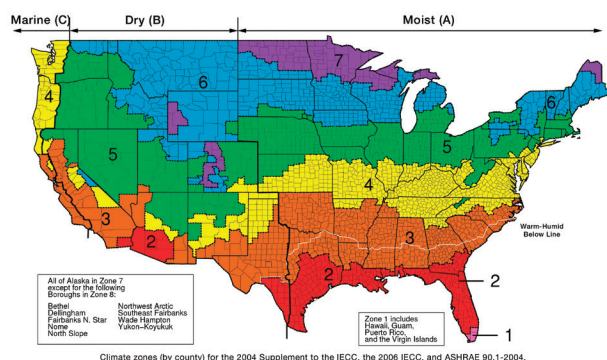 Marine (C) Dry (B) Moist (A)
7
6
6
4
5
5
4
3
3
Warm-Humid
Below Line
2
2
2
All of Alaska in Zone 7
except for the following
Boroughs in Zone 8:
Bethel Northwest Arctic
Dellingham Southeast Fairbanks
Fairbanks N. Star Wade Hampton
Nome Yukon-Koyukuk
North Slope
Zone 1 includes
Hawaii, Guam,
Puerto Rico,
and the Virgin Islands
1
Climate zones (by county) for the 2004 Supplement to the IECC, the 2006 IECC, and ASHRAE 90.1-2004.